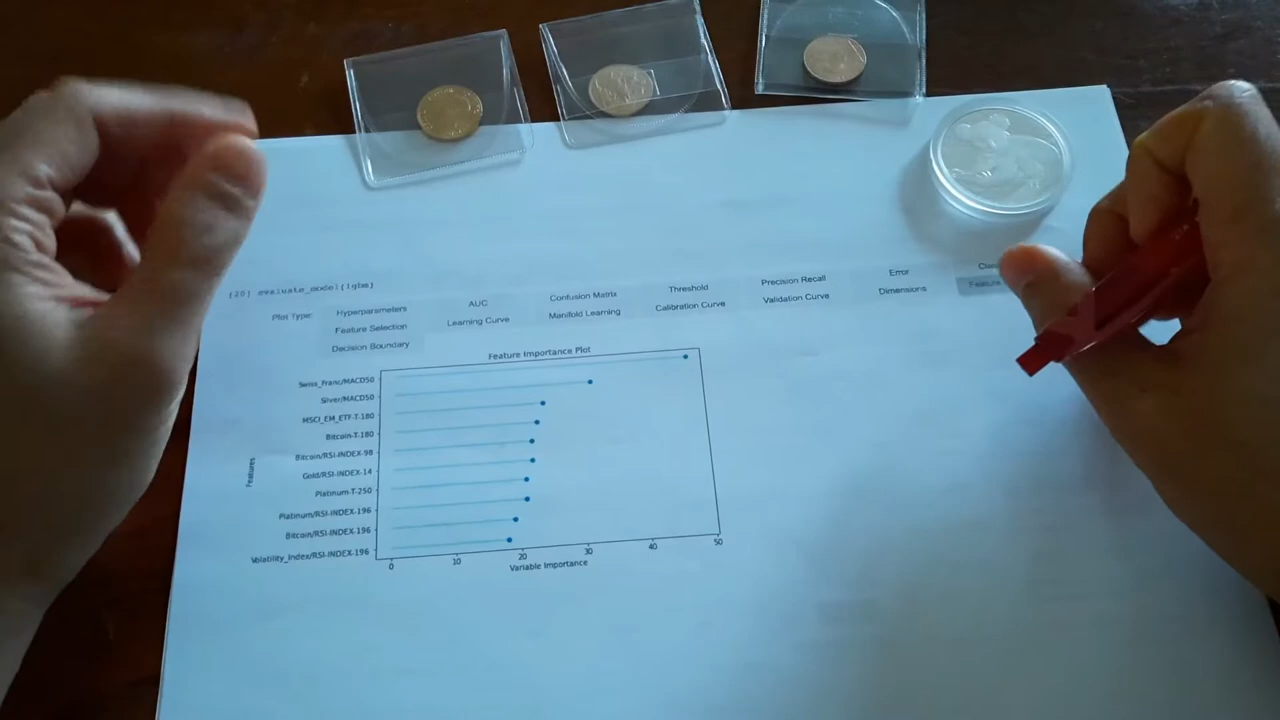 [20] evaluate_model(lgbm)
Plot Type: Hyperparameters AUC Confusion Matrix Threshold Precision Recall Error
Feature Selection Learning Curve Manifold Learning Calibration Curve Validation Curve Dimensions Feature
Decision Boundary
Feature Importance Plot
Swiss_Franc/MACD50
Silver/MACD50
MSCI_EM_ETF-T-180
Bitcoin-T-180
Bitcoin/RSI-INDEX-98
Gold/RSI-INDEX-14
Platinum-T-250
Platinum/RSI-INDEX-196
Bitcoin/RSI-INDEX-196
Volatility_Index/RSI-INDEX-196
Features
0 10 20 30 40 50
Variable Importance